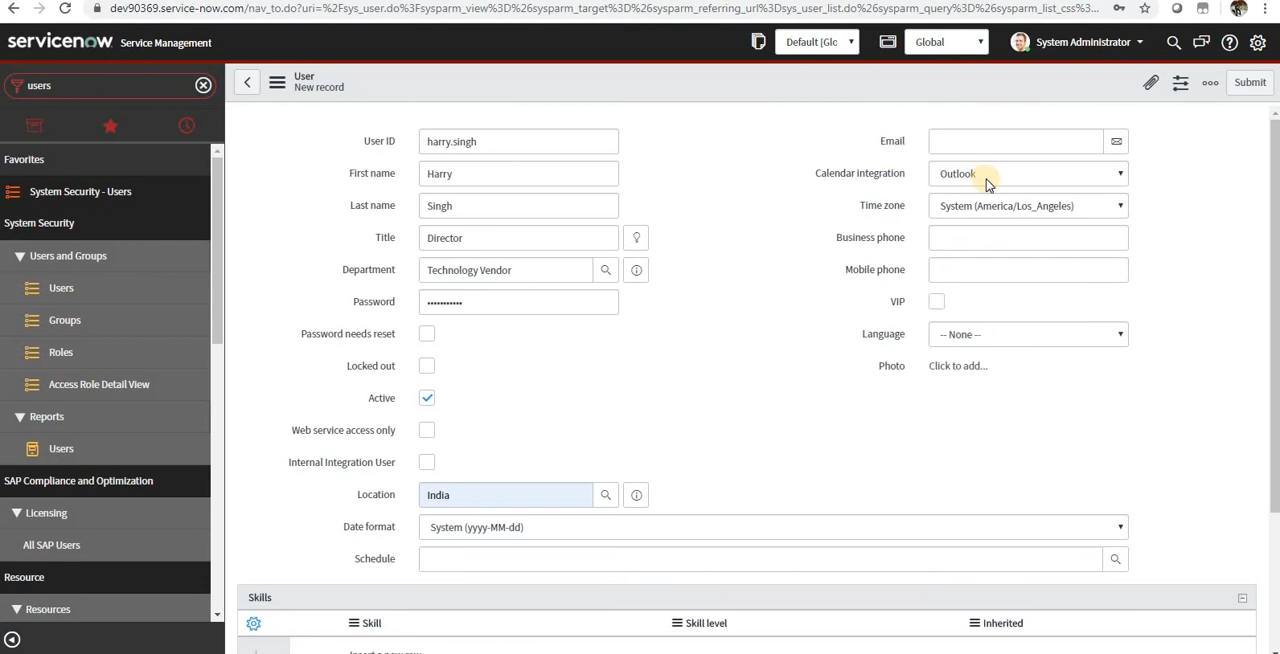 dev90369.service-now.com/nav_to.do?uri=%2Fsys_user.do%3Fsysparm_view%3D%26sysparm_target%3D%26sysparm_referring_url%3Dsys_user_list.do%26sysparm_query%3D%26sysparm_list_css%3...
servicenow Service Management
Default [Glc
Global
System Administrator
users
User
New record
Submit
Favorites
System Security - Users
System Security
Users and Groups
Users
Groups
Roles
Access Role Detail View
Reports
Users
SAP Compliance and Optimization
Licensing
All SAP Users
Resource
Resources
User ID harry.singh
First name Harry
Last name Singh
Title Director
Department Technology Vendor
Password •••••••••••
Password needs reset
Locked out
Active
Web service access only
Internal Integration User
Location India
Date format System (yyyy-MM-dd)
Schedule
Email
Calendar integration Outlook
Time zone System (America/Los_Angeles)
Business phone
Mobile phone
VIP
Language -- None --
Photo Click to add...
Skills
Skill Skill level Inherited
Insert a new row...